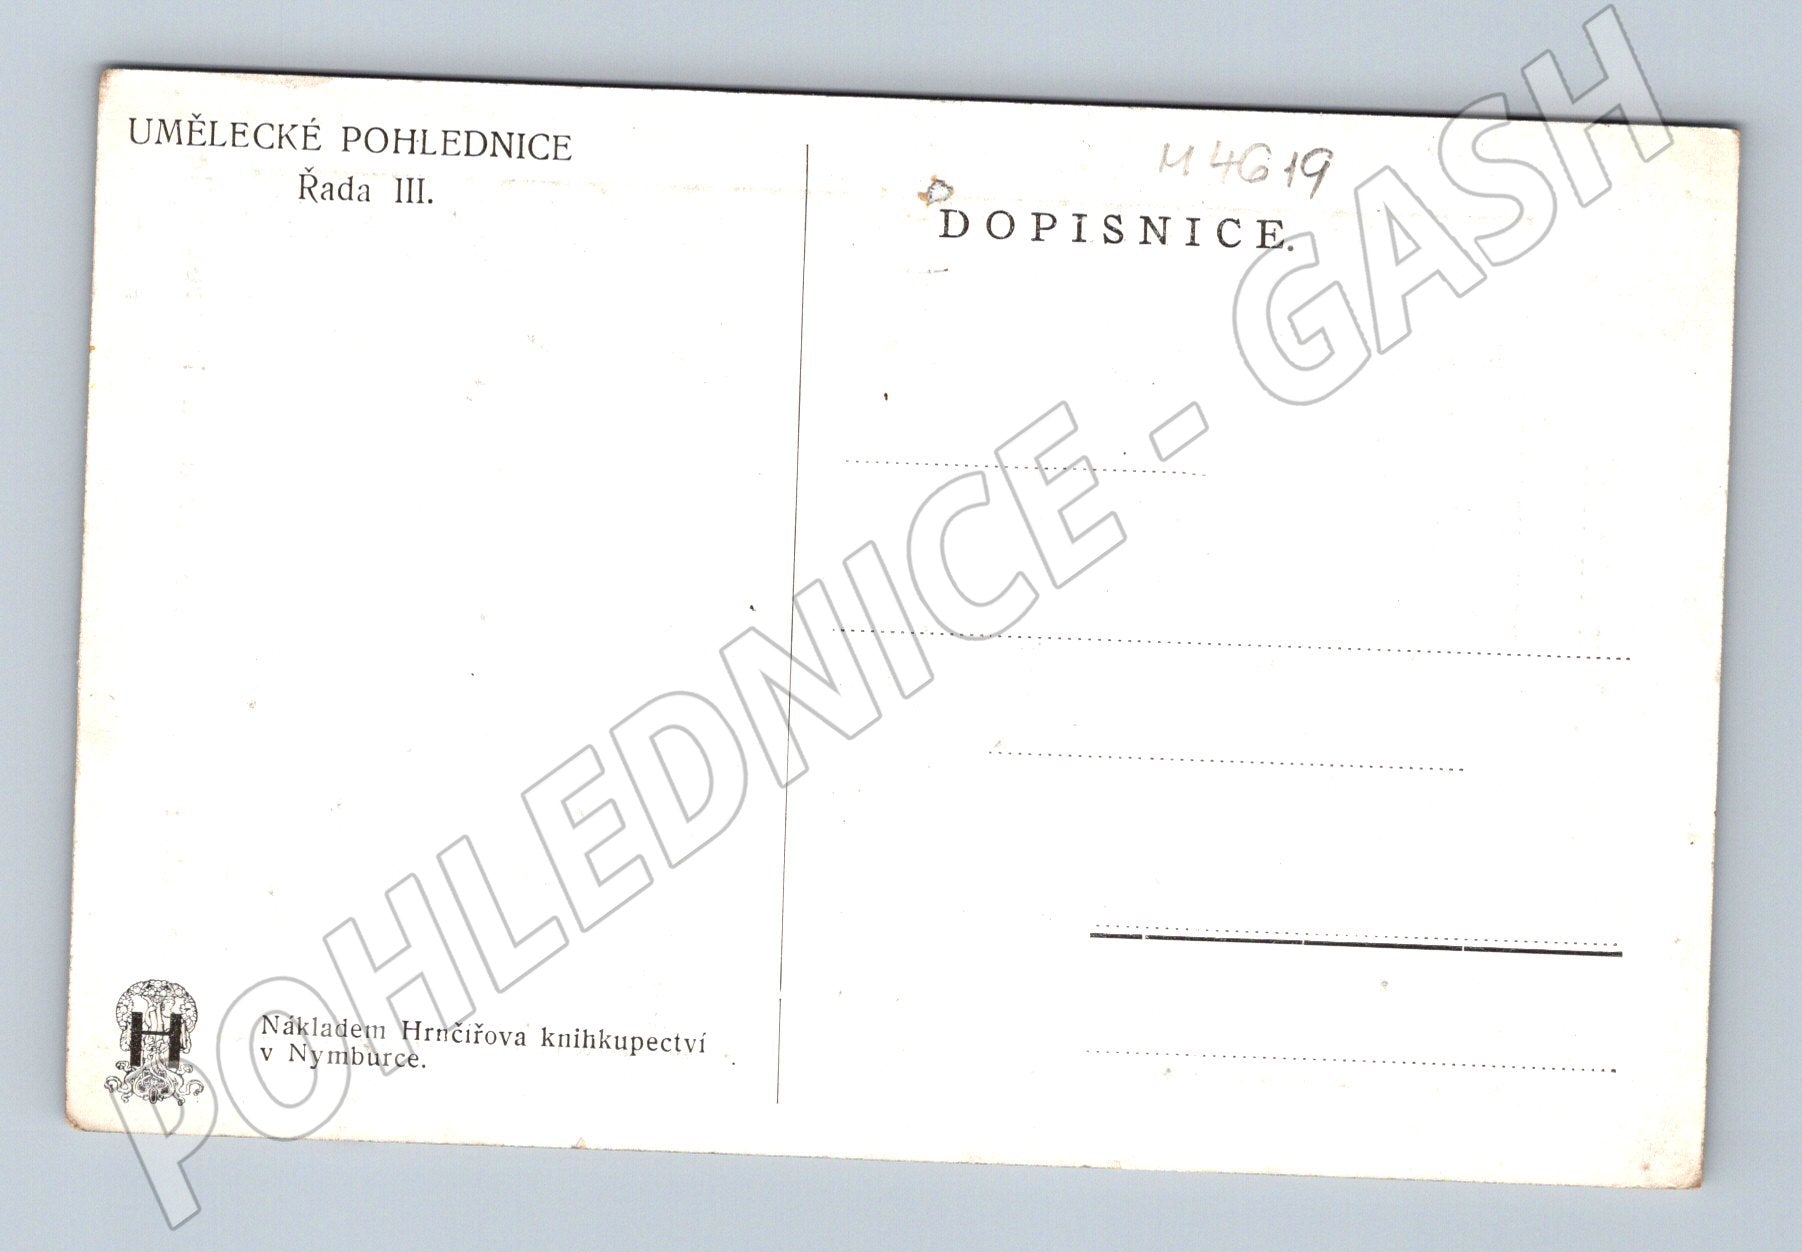 UMĚLECKÉ POHLEDNICE
Řada III.
M 4619
DOPISNICE.
H
Nákladem Hrnčířova knihkupectví
v Nymburce.
POHLEDNICE - GASH